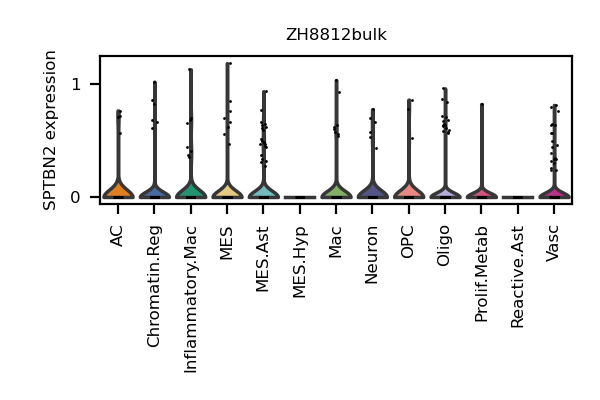 ZH8812bulk
SPTBN2 expression
1
0
AC
Chromatin.Reg
Inflammatory.Mac
MES
MES.Ast
MES.Hyp
Mac
Neuron
OPC
Oligo
Prolif.Metab
Reactive.Ast
Vasc